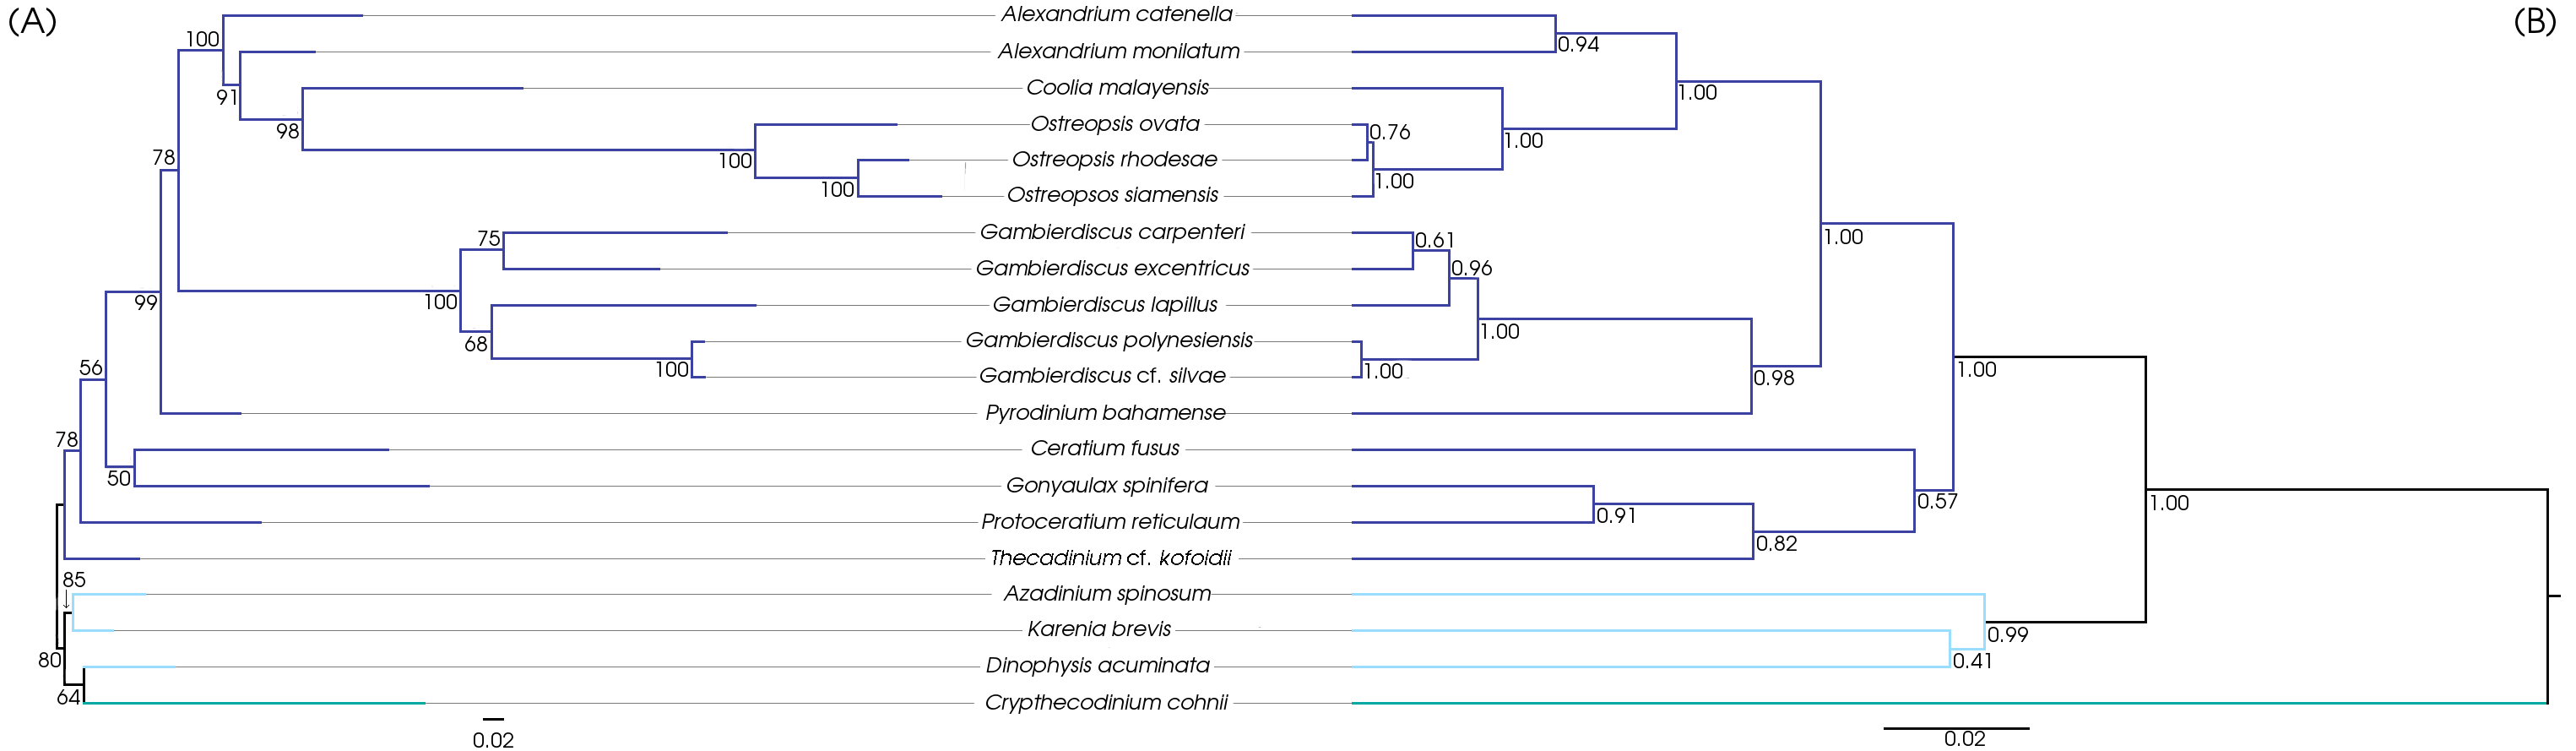 (A) (B)
Alexandrium catenella
100 0.94
Alexandrium monilatum
91 1.00
Coolia malayensis
98 1.00
Ostreopsis ovata
0.76
100
Ostreopsis rhodesae
78
100 1.00
Ostreopsos siamensis
75 Gambierdiscus carpenteri 0.61 1.00
Gambierdiscus excentricus 0.96
99 100
Gambierdiscus lapillus
68 1.00
Gambierdiscus polynesiensis
56 100 1.00 0.98 1.00
Gambierdiscus cf. silvae
Pyrodinium bahamense
78
Ceratium fusus
50
Gonyaulax spinifera
0.91 0.57 1.00
Protoceratium reticulaum
0.82
Thecadinium cf. kofoidii
85
Azadinium spinosum
Karenia brevis
0.99
80 0.41
Dinophysis acuminata
64
Crypthecodinium cohnii
0.02 0.02